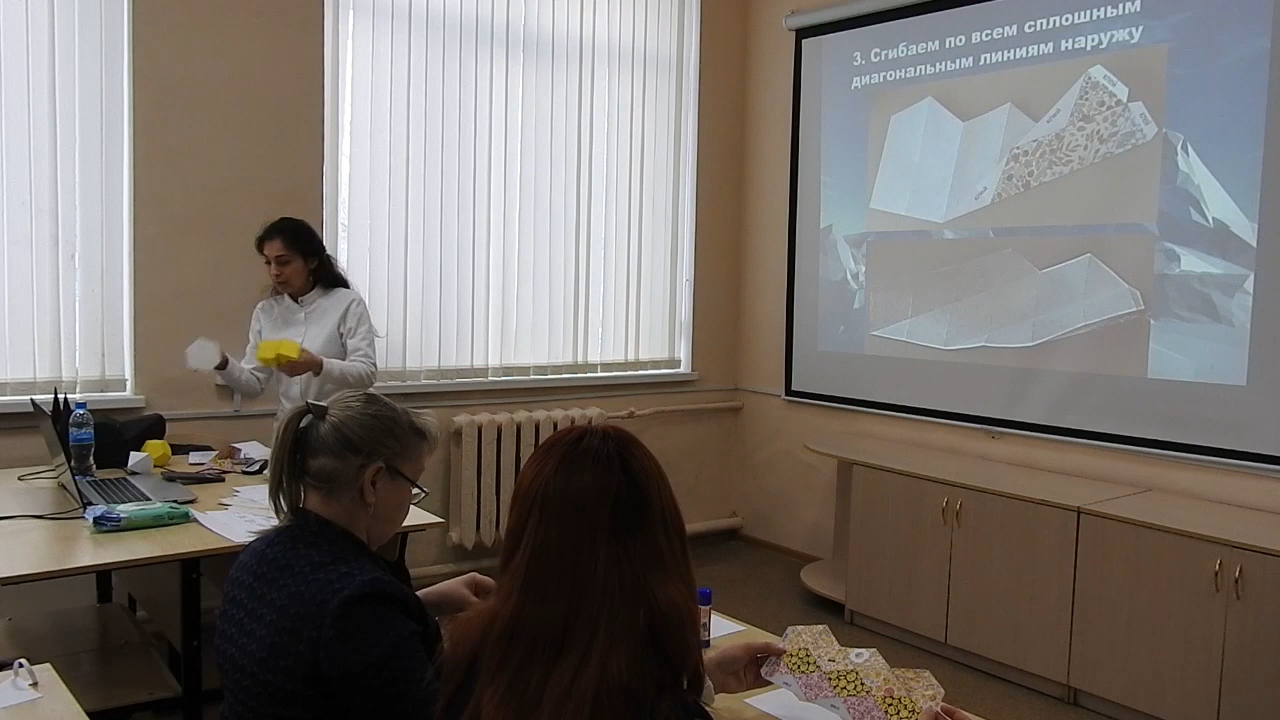 3. Сгибаем по всем сплошным
диагональным линиям наружу